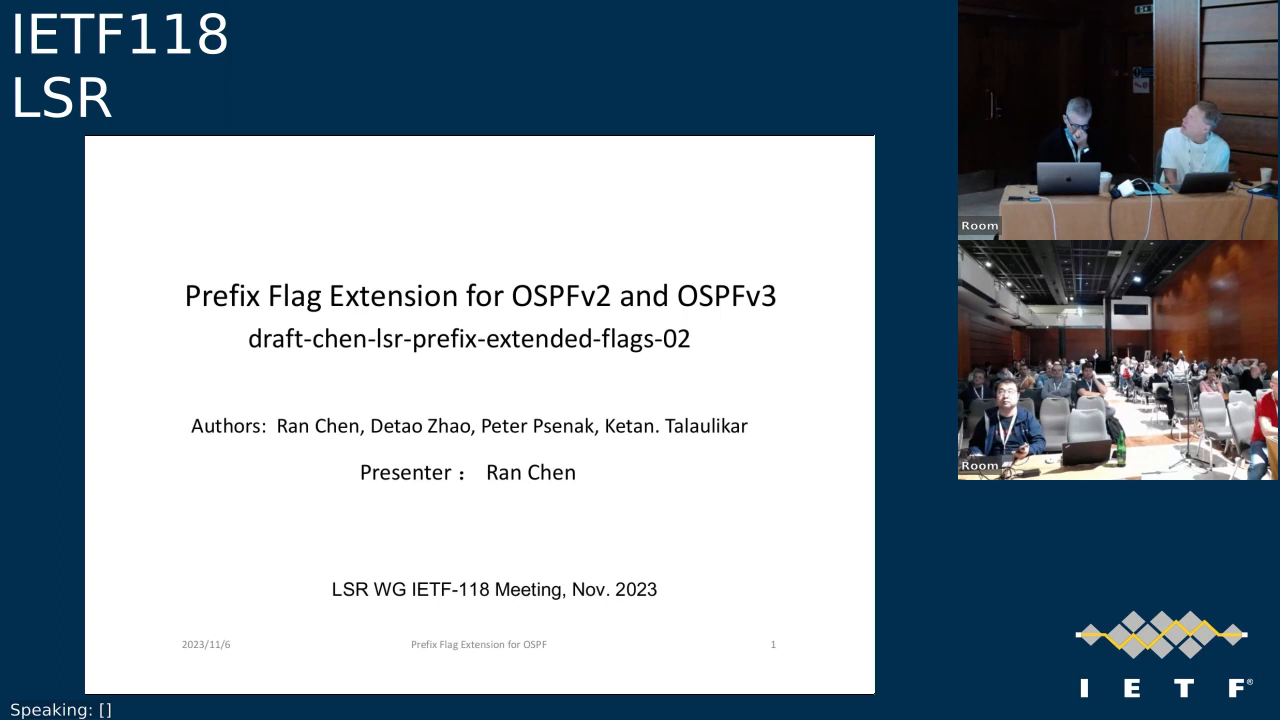 IETF118
LSR
Prefix Flag Extension for OSPFv2 and OSPFv3
draft-chen-lsr-prefix-extended-flags-02
Authors: Ran Chen, Detao Zhao, Peter Psenak, Ketan. Talaulikar
Presenter： Ran Chen
LSR WG IETF-118 Meeting, Nov. 2023
2023/11/6 Prefix Flag Extension for OSPF 1
Room
Room
I E T F®
Speaking: []